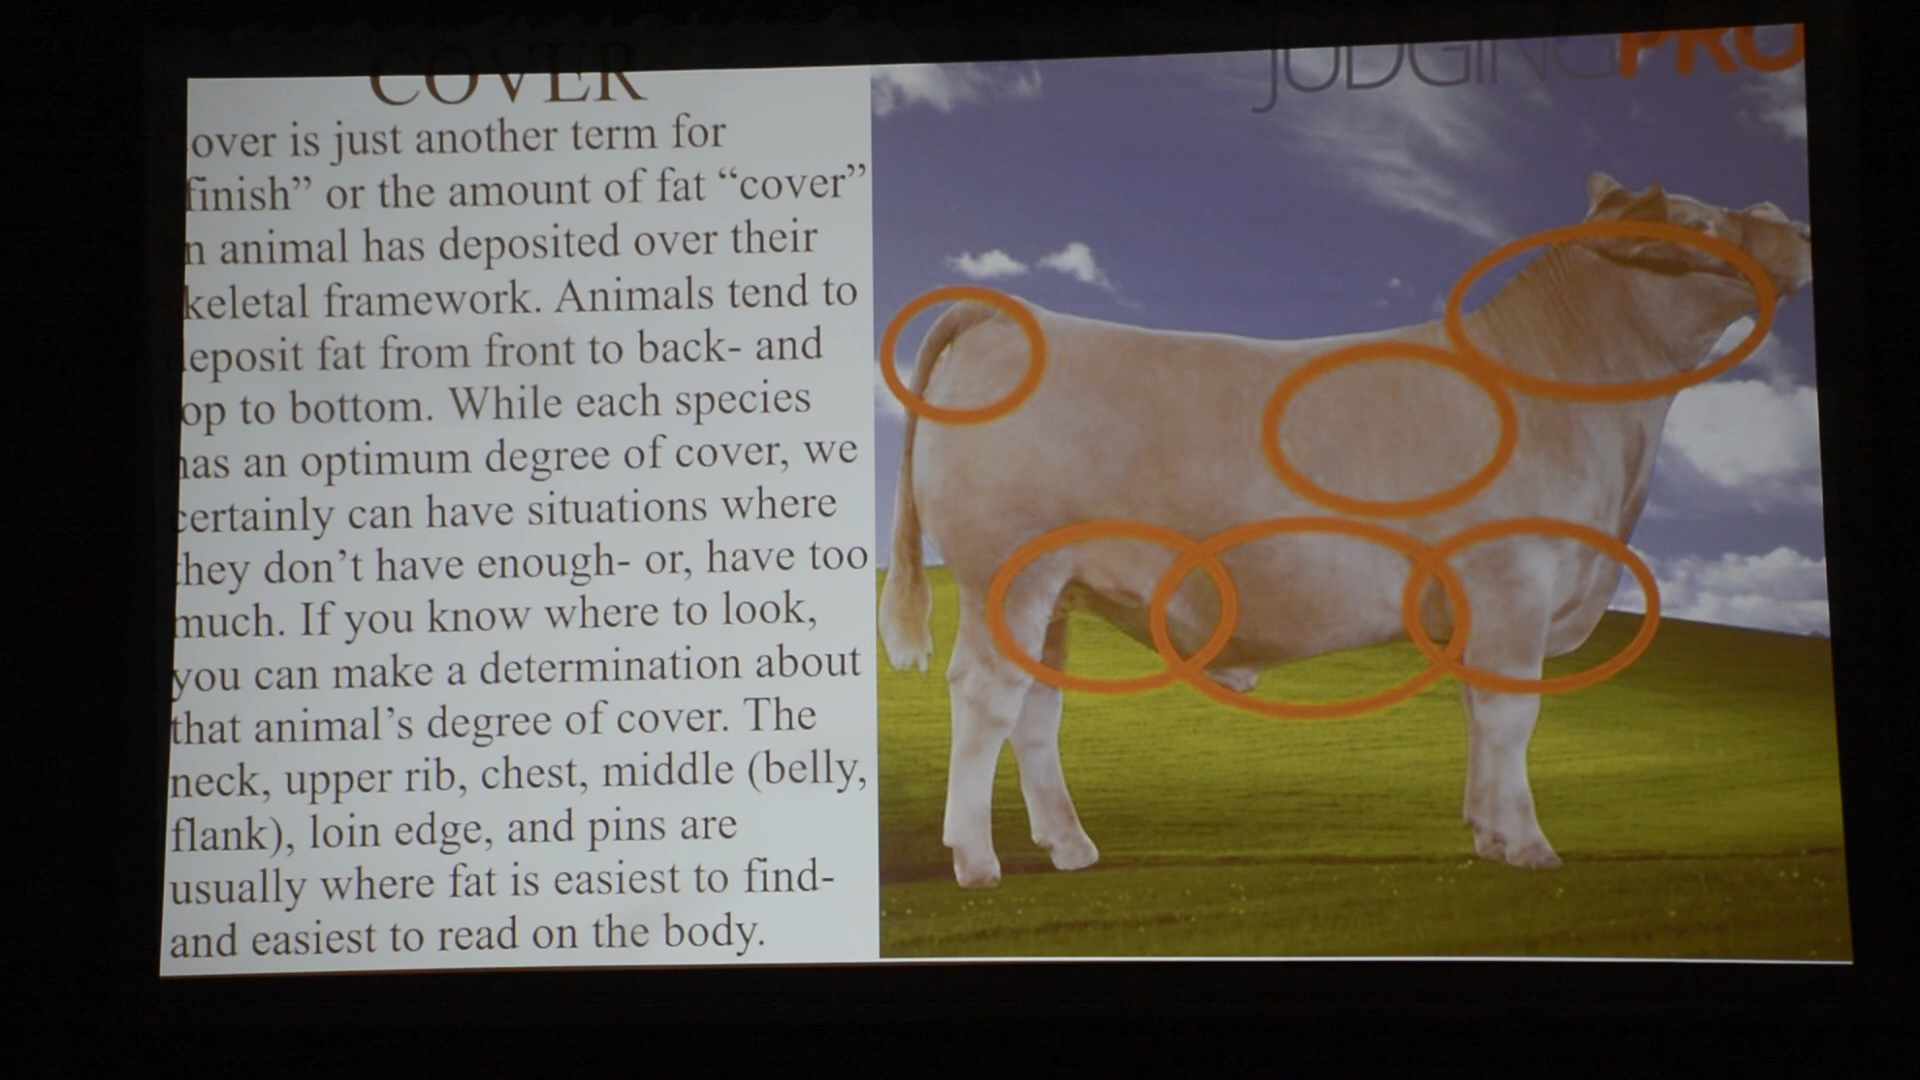 COVER
JUDGINGPRO
over is just another term for
finish” or the amount of fat “cover”
n animal has deposited over their
keletal framework. Animals tend to
eposit fat from front to back- and
op to bottom. While each species
has an optimum degree of cover, we
certainly can have situations where
they don’t have enough- or, have too
much. If you know where to look,
you can make a determination about
that animal’s degree of cover. The
neck, upper rib, chest, middle (belly,
flank), loin edge, and pins are
usually where fat is easiest to find-
and easiest to read on the body.